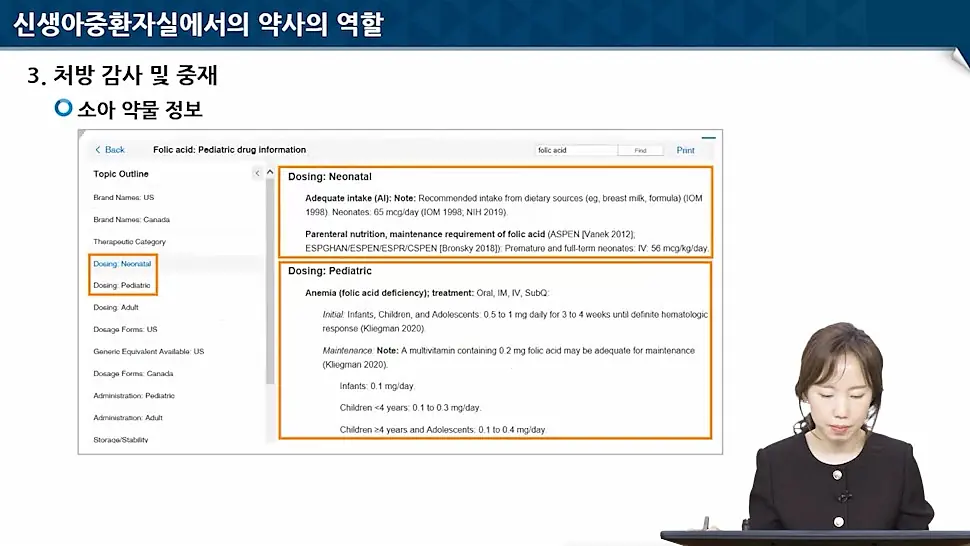 신생아중환자실에서의 약사의 역할
3. 처방 감사 및 중재
소아 약물 정보
Back
Folic acid: Pediatric drug information
folic acid
Find
Print
Topic Outline
Brand Names: US
Brand Names: Canada
Therapeutic Category
Dosing: Neonatal
Dosing: Pediatric
Dosing: Adult
Dosage Forms: US
Generic Equivalent Available: US
Dosage Forms: Canada
Administration: Pediatric
Administration: Adult
Storage/Stability
Dosing: Neonatal
Adequate intake (AI): Note: Recommended intake from dietary sources (eg, breast milk, formula) (IOM
1998). Neonates: 65 mcg/day (IOM 1998; NIH 2019).
Parenteral nutrition, maintenance requirement of folic acid (ASPEN [Vanek 2012];
ESPGHAN/ESPEN/ESPR/CSPEN [Bronsky 2018]): Premature and full-term neonates: IV: 56 mcg/kg/day.
Dosing: Pediatric
Anemia (folic acid deficiency); treatment: Oral, IM, IV, SubQ:
Initial: Infants, Children, and Adolescents: 0.5 to 1 mg daily for 3 to 4 weeks until definite hematologic
response (Kliegman 2020).
Maintenance: Note: A multivitamin containing 0.2 mg folic acid may be adequate for maintenance
(Kliegman 2020).
Infants: 0.1 mg/day.
Children <4 years: 0.1 to 0.3 mg/day.
Children ≥4 years and Adolescents: 0.1 to 0.4 mg/day.